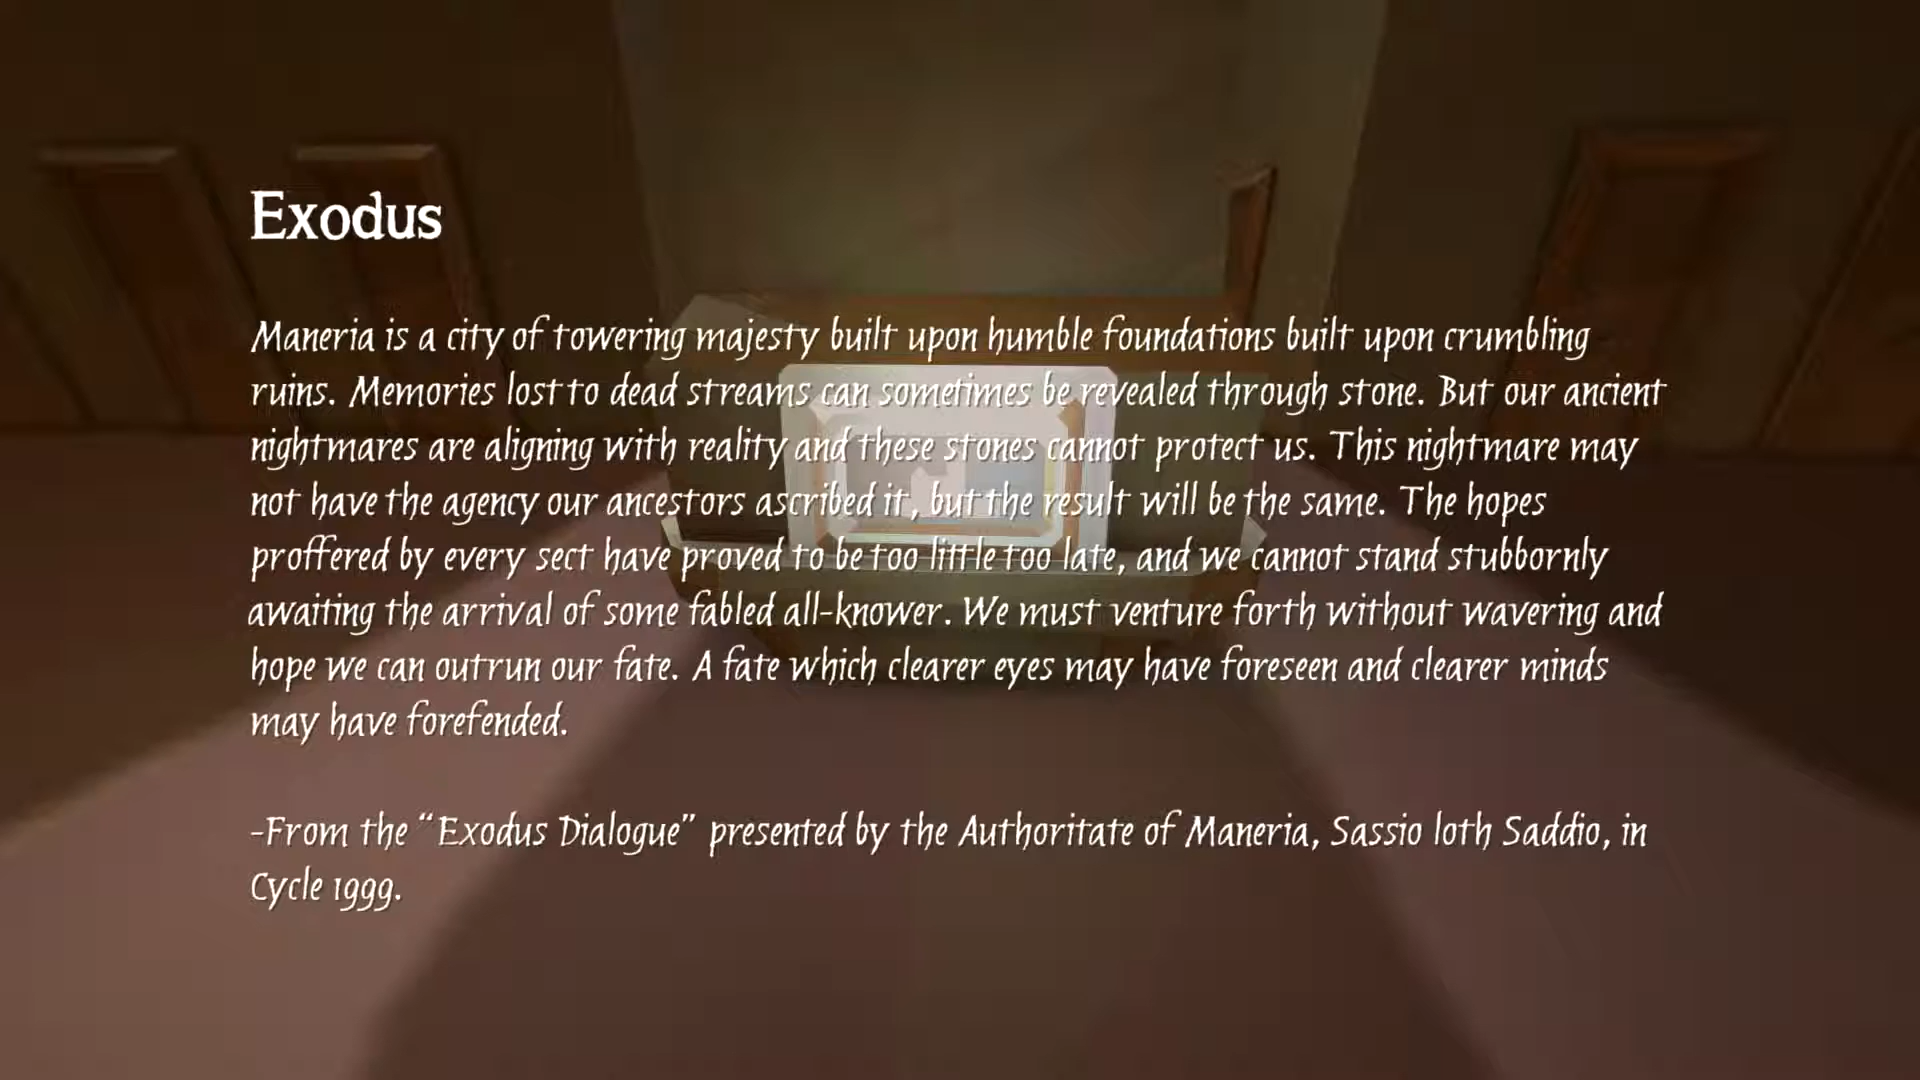 Exodus
Maneria is a city of towering majesty built upon humble foundations built upon crumbling
ruins. Memories lost to dead streams can sometimes be revealed through stone. But our ancient
nightmares are aligning with reality and these stones cannot protect us. This nightmare may
not have the agency our ancestors ascribed it, but the result will be the same. The hopes
proffered by every sect have proved to be too little too late, and we cannot stand stubbornly
awaiting the arrival of some fabled all-knower. We must venture forth without wavering and
hope we can outrun our fate. A fate which clearer eyes may have foreseen and clearer minds
may have forefended.
-From the “Exodus Dialogue” presented by the Authoritate of Maneria, Sassio loth Saddio, in
Cycle 1999.